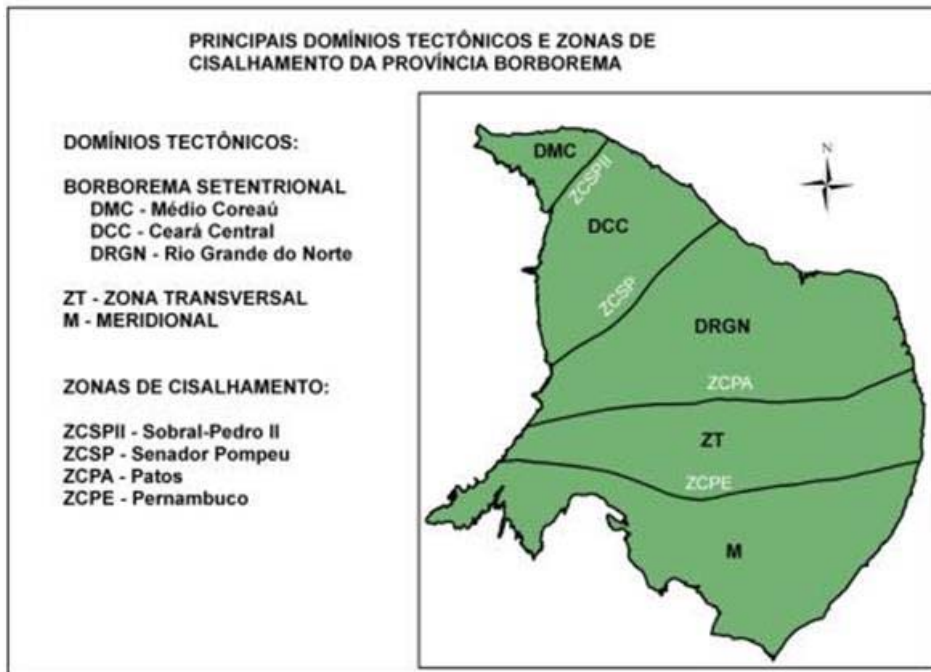 PRINCIPAIS DOMÍNIOS TECTÔNICOS E ZONAS DE
CISALHAMENTO DA PROVÍNCIA BORBOREMA
DOMÍNIOS TECTÔNICOS:
BORBOREMA SETENTRIONAL
DMC - Médio Coreaú
DCC - Ceará Central
DRGN - Rio Grande do Norte
ZT - ZONA TRANSVERSAL
M - MERIDIONAL
ZONAS DE CISALHAMENTO:
ZCSPII - Sobral-Pedro II
ZCSP - Senador Pompeu
ZCPA - Patos
ZCPE - Pernambuco
N
DMC
ZCSPII
DCC
ZCSP
DRGN
ZCPA
ZT
ZCPE
M